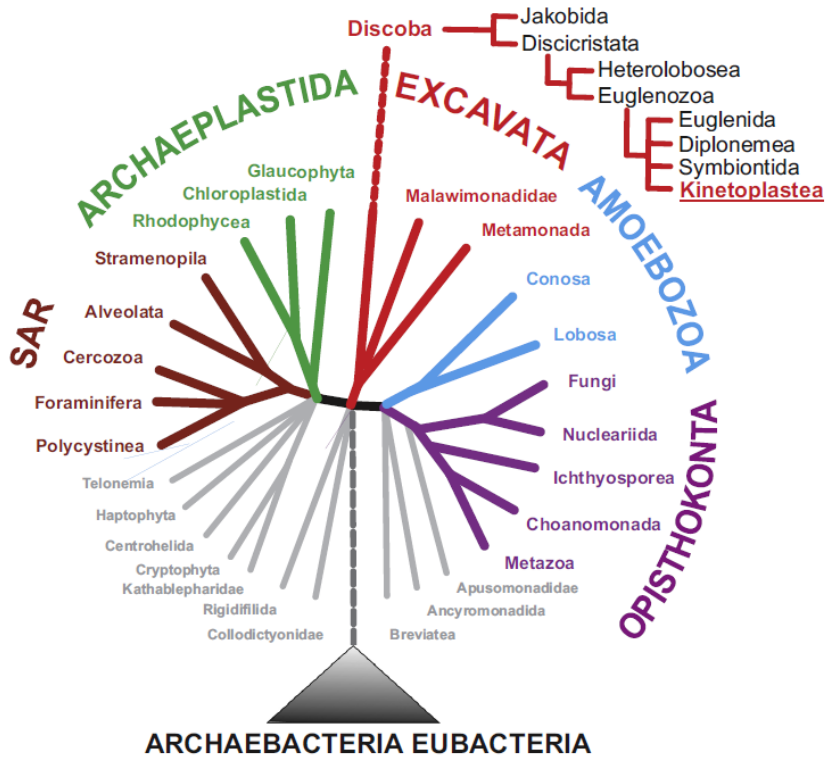 Discoba
Jakobida
Discicristata
Heterolobosea
Euglenozoa
Euglenida
Diplonemea
Symbiontida
Kinetoplastea
ARCHAEPLASTIDA
EXCAVATA
AMOEBOZOA
OPISTHOKONTA
SAR
Glaucophyta
Chloroplastida
Rhodophycea
Stramenopila
Alveolata
Cercozoa
Foraminifera
Polycystinea
Telonemia
Haptophyta
Centrohelida
Cryptophyta
Kathablepharidae
Rigidifilida
Collodictyonidae
Malawimonadidae
Metamonada
Conosa
Lobosa
Fungi
Nucleariida
Ichthyosporea
Choanomonada
Metazoa
Apusomonadidae
Ancyromonadida
Breviatea
ARCHAEBACTERIA EUBACTERIA